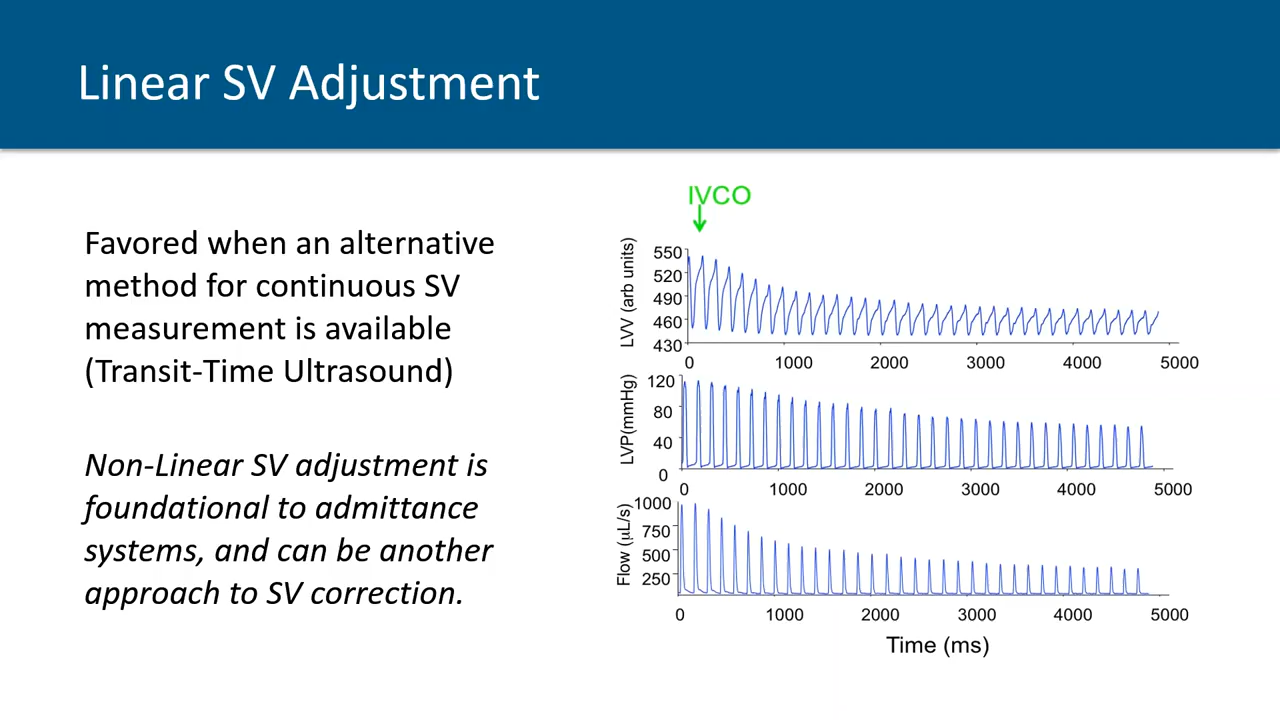 Linear SV Adjustment
Favored when an alternative
method for continuous SV
measurement is available
(Transit-Time Ultrasound)
Non-Linear SV adjustment is
foundational to admittance
systems, and can be another
approach to SV correction.
IVCO
LVV (arb units)
550
520
490
460
430
0 1000 2000 3000 4000 5000
LVP(mmHg)
120
80
40
0
0 1000 2000 3000 4000 5000
Flow (µL/s)
1000
750
500
250
0 1000 2000 3000 4000 5000
Time (ms)